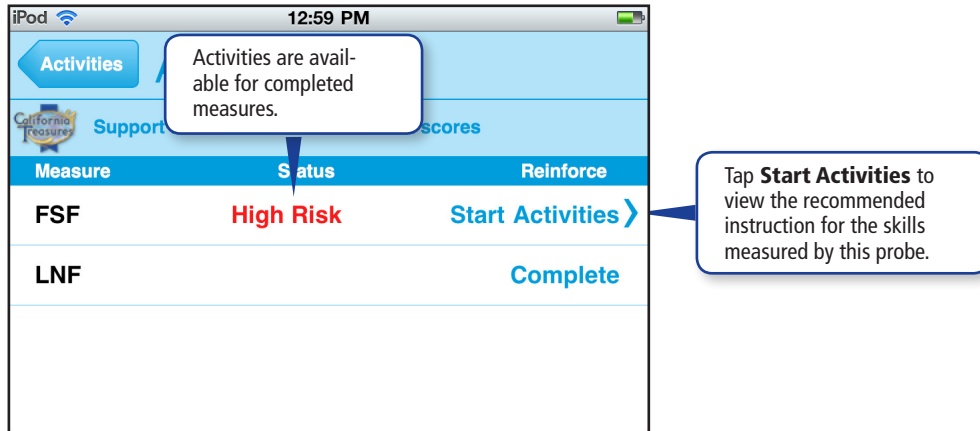 iPod 12:59 PM
Activities
Activities are avail-
able for completed
measures.
California
Treasures
Support scores
Measure Status Reinforce
FSF High Risk Start Activities
LNF Complete
Tap Start Activities to
view the recommended
instruction for the skills
measured by this probe.